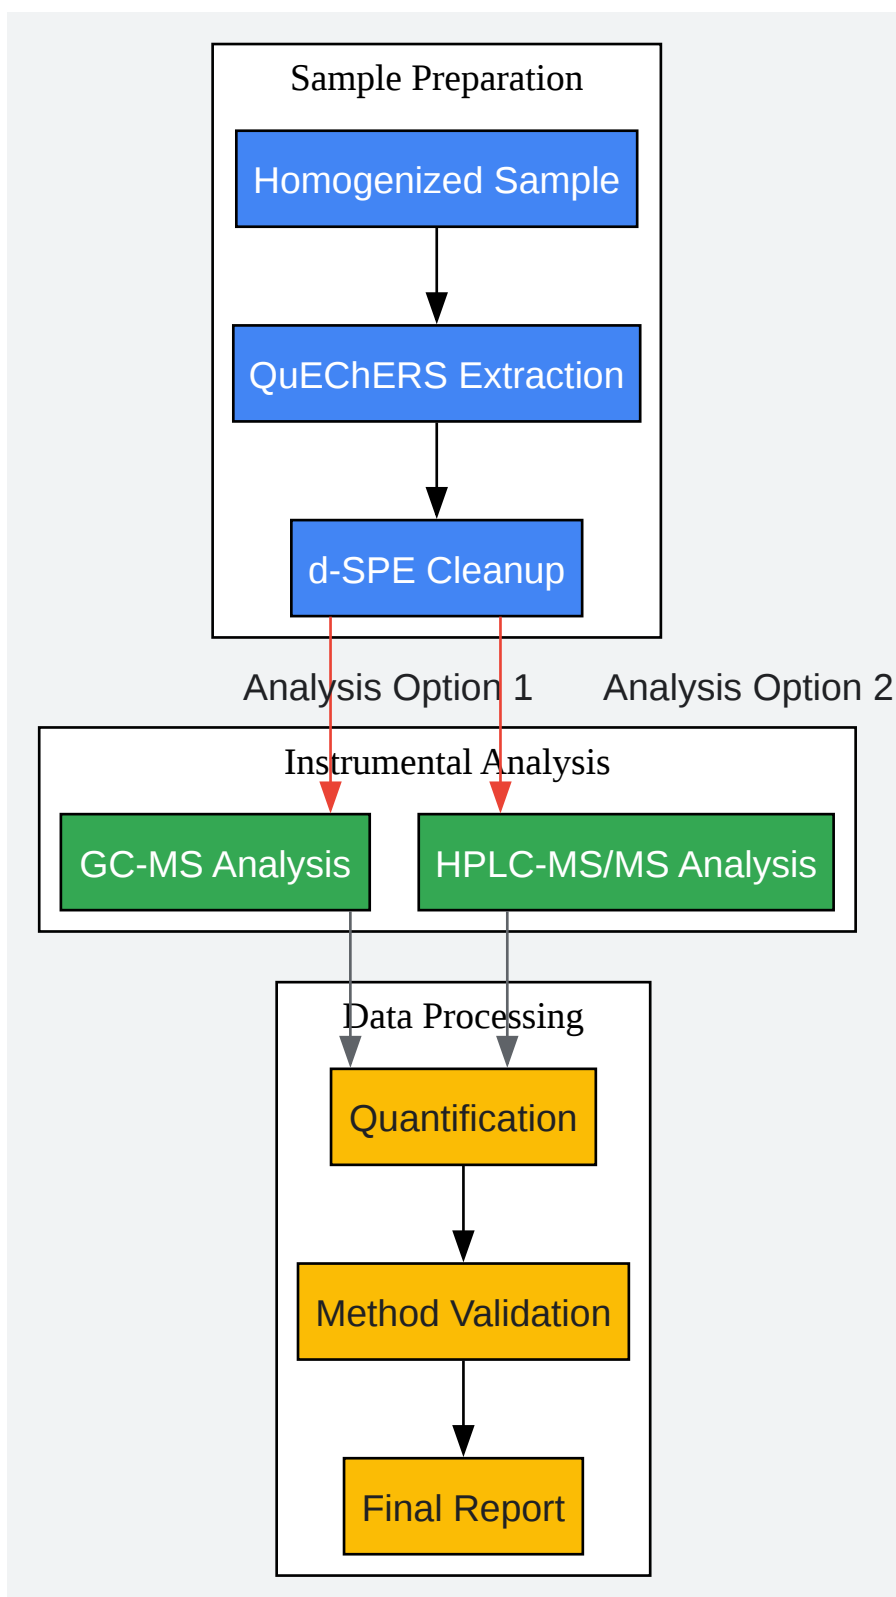 Sample Preparation
Homogenized Sample
QuEChERS Extraction
d-SPE Cleanup
Analysis Option 1
Analysis Option 2
Instrumental Analysis
GC-MS Analysis
HPLC-MS/MS Analysis
Data Processing
Quantification
Method Validation
Final Report